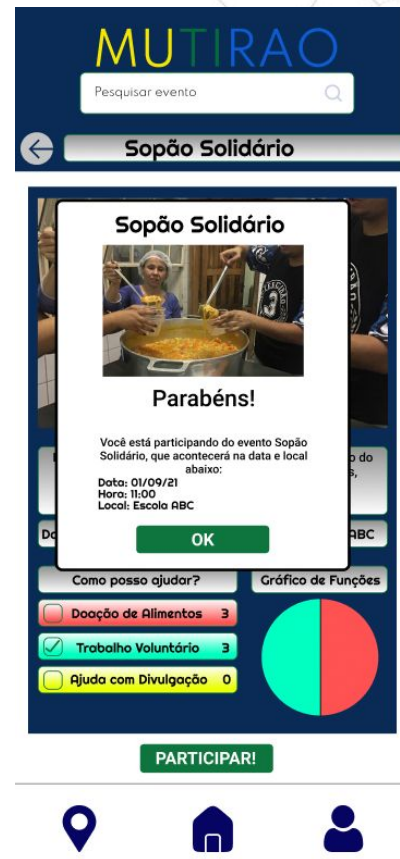 MUTIRAO
Pesquisar evento
Sopão Solidário
Sopão Solidário
Parabéns!
Você está participando do evento Sopão
Solidário, que acontecerá na data e local
abaixo:
Data: 01/09/21
Hora: 11:00
Local: Escola ABC
OK
do
ABC
Como posso ajudar?
Gráfico de Funções
Doação de Alimentos 3
Trabalho Voluntário 3
Ajuda com Divulgação 0
PARTICIPAR!